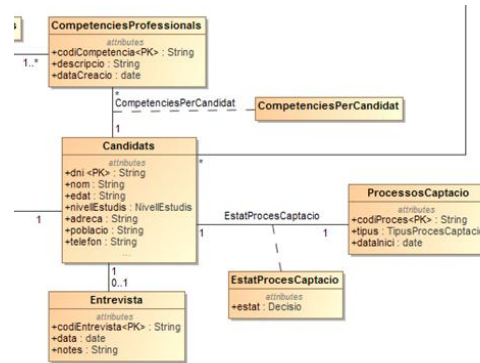 s
CompetenciesProfessionals
attributes
+codiCompetencia<PK> : String
+descripcio : String
+dataCreacio : date
1..*
*
CompetenciesPerCandidat
CompetenciesPerCandidat
1
Candidats
attributes
+dni <PK> : String
+nom : String
+edat : String
+nivellEstudis : NivellEstudis
+adreca : String
+poblacio : String
+telefon : String
...
*
1
1
EstatProcesCaptacio
1
ProcessosCaptacio
attributes
+codiProces<PK> : String
+tipus : TipusProcesCaptacio
+dataInici : date
EstatProcesCaptacio
attributes
+estat : Decisio
1
0..1
Entrevista
attributes
+codiEntrevista<PK> : String
+data : date
+notes : String